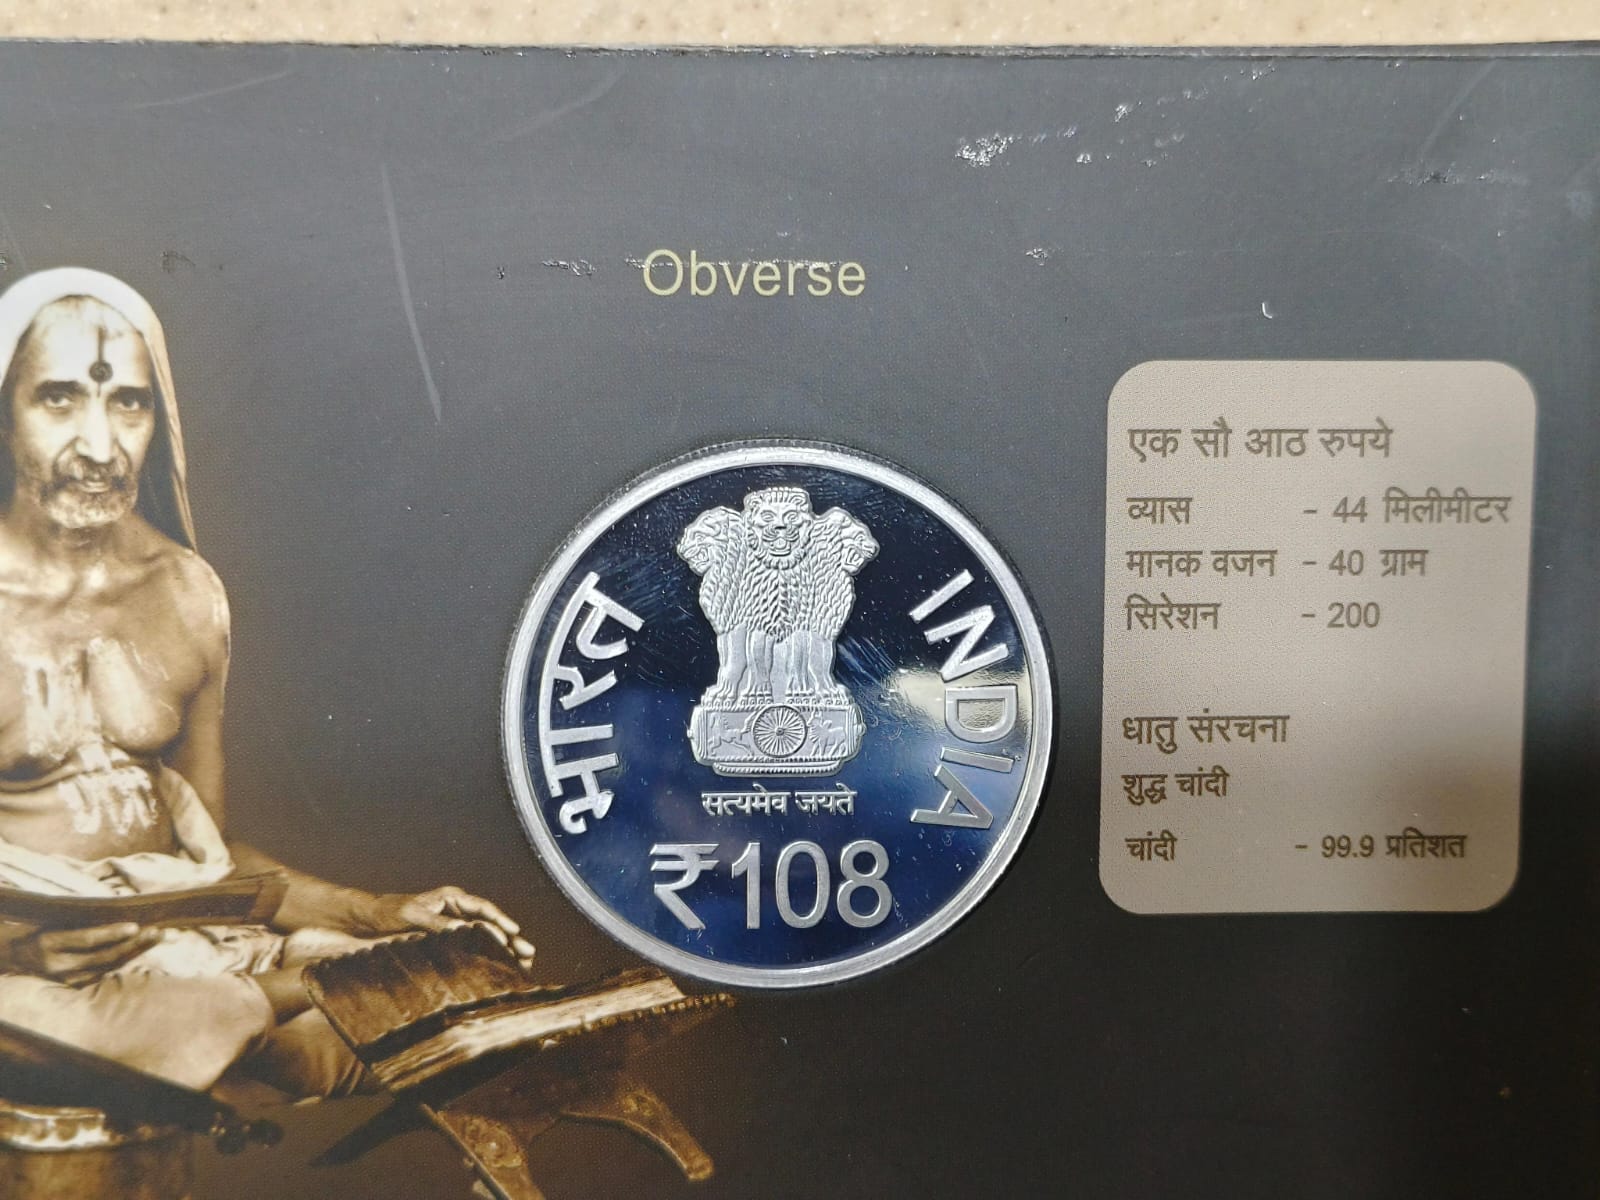 Obverse
भारत
INDIA
सत्यमेव जयते
₹108
एक सौ आठ रुपये
व्यास - 44 मिलीमीटर
मानक वजन - 40 ग्राम
सिरेशन - 200
धातु संरचना
शुद्ध चांदी
चांदी - 99.9 प्रतिशत